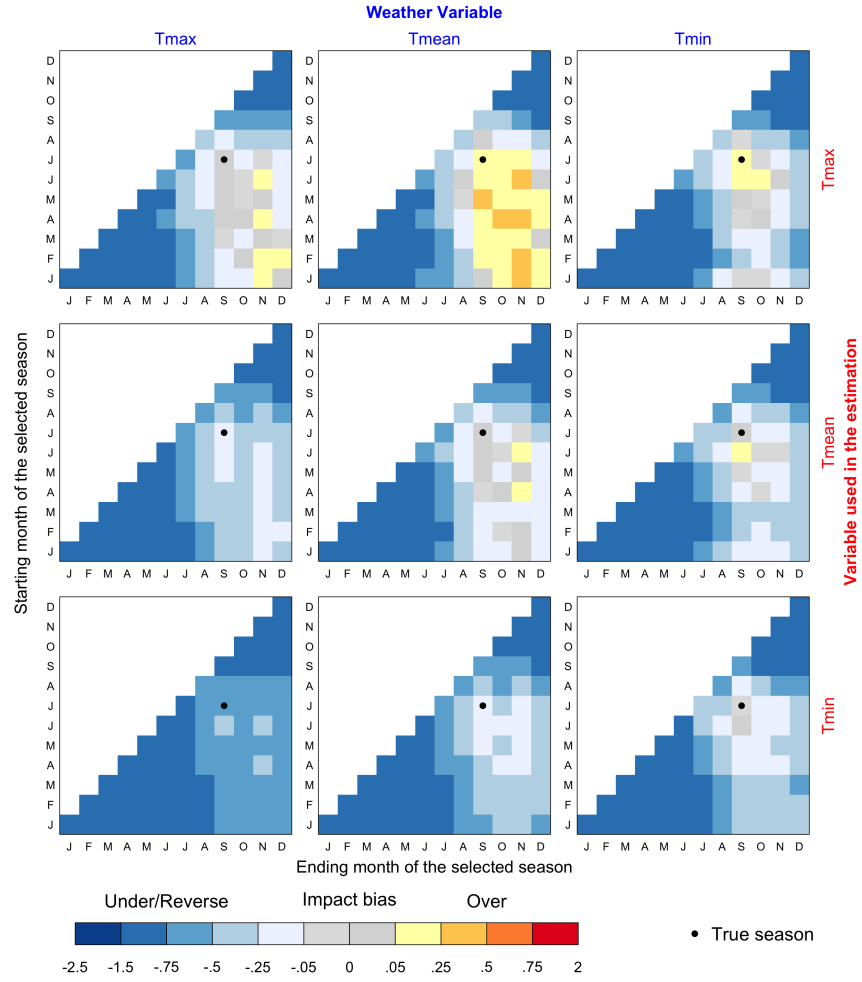 Weather Variable
Tmax Tmean Tmin
D D D
N N N
O O O
S S S
A A A
J J J
J J J
M M M
A A A
M M M
F F F
J J J
Tmax
J F M A M J J A S O N D J F M A M J J A S O N D J F M A M J J A S O N D
D D D
N N N
O O O
S S S
A A A
J J J
J J J
M M M
A A A
M M M
F F F
J J J
Tmean
J F M A M J J A S O N D J F M A M J J A S O N D J F M A M J J A S O N D
D D D
N N N
O O O
S S S
A A A
J J J
J J J
M M M
A A A
M M M
F F F
J J J
Tmin
J F M A M J J A S O N D J F M A M J J A S O N D J F M A M J J A S O N D
Starting month of the selected season
Variable used in the estimation
Ending month of the selected season
Under/Reverse Impact bias Over
-2.5 -1.5 -.75 -.5 -.25 -.05 0 .05 .25 .5 .75 2
True season